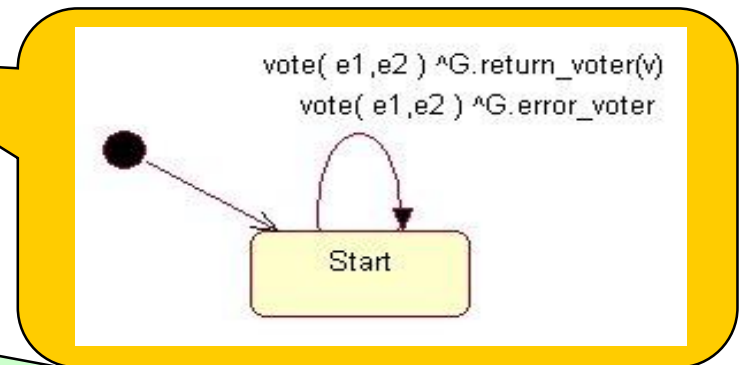 vote( e1,e2 ) ^G.return_voter(v)
vote( e1,e2 ) ^G.error_voter
Start